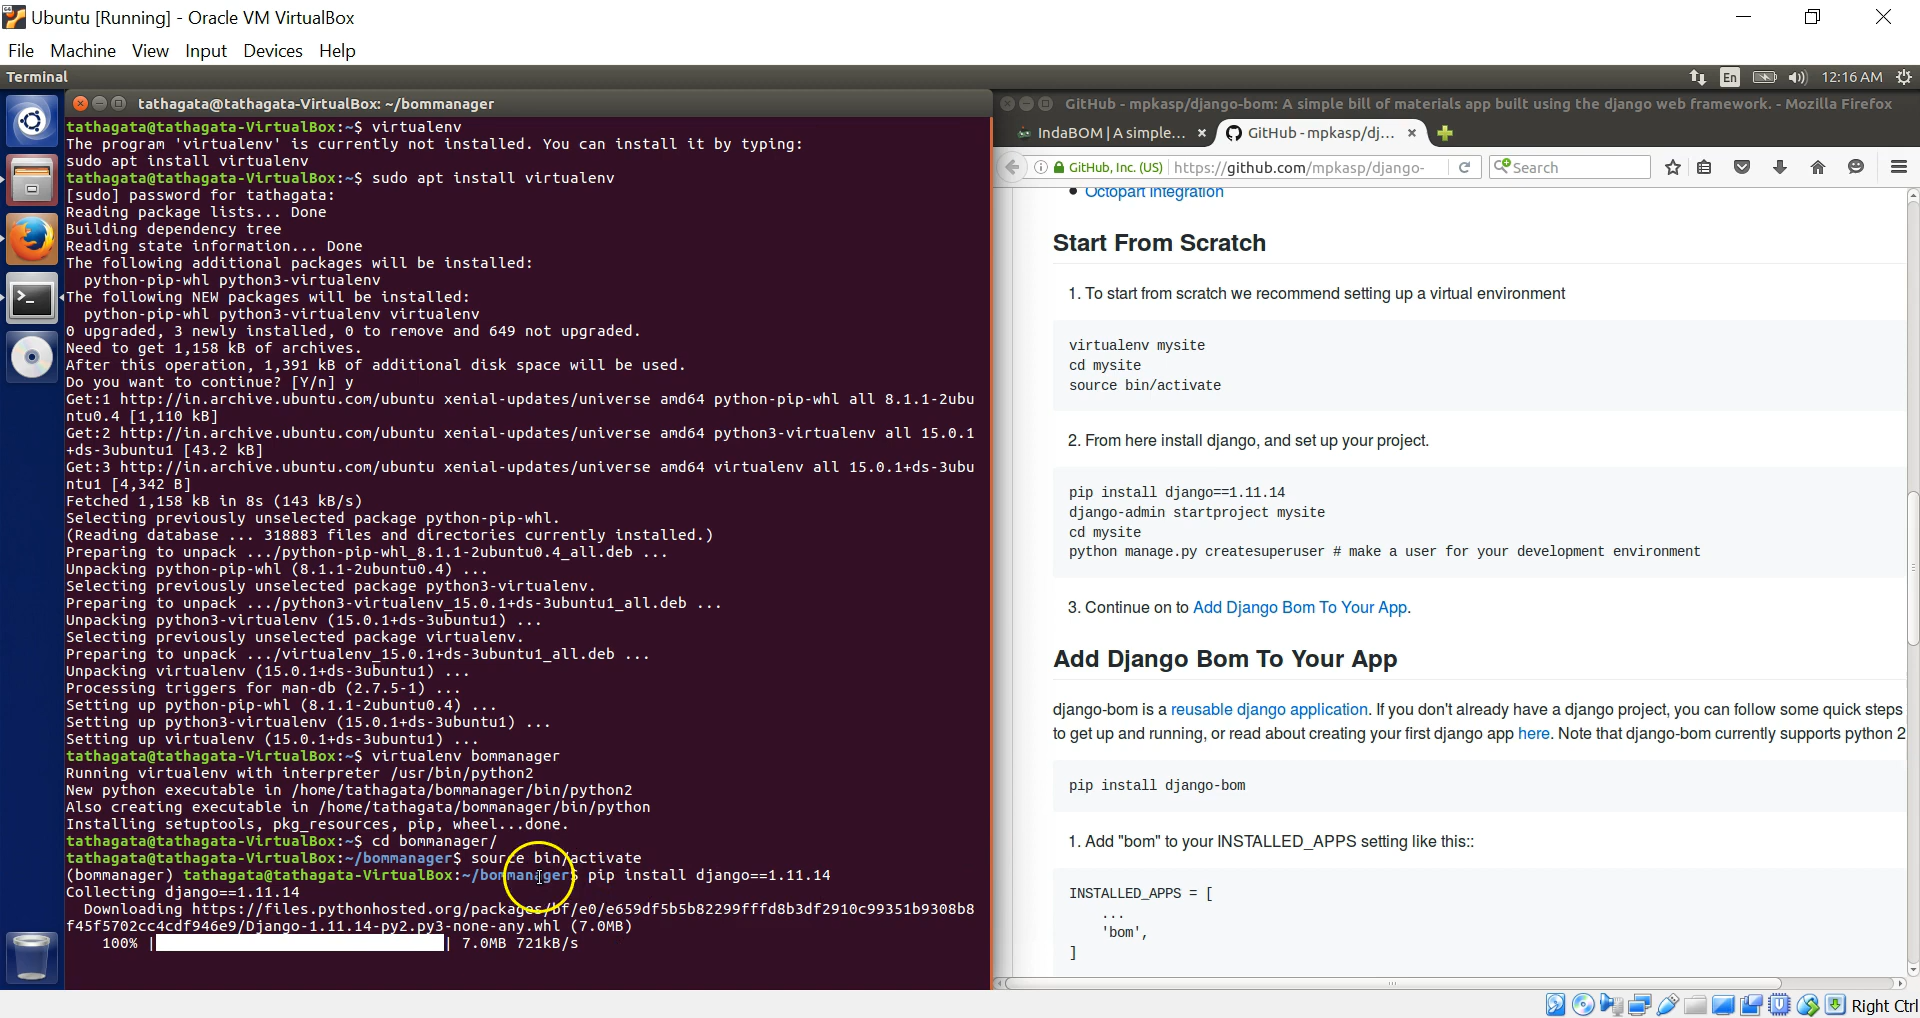 Ubuntu [Running] - Oracle VM VirtualBox
File Machine View Input Devices Help
Terminal
En
12:16 AM
tathagata@tathagata-VirtualBox: ~/bommanager
tathagata@tathagata-VirtualBox:~$ virtualenv
The program 'virtualenv' is currently not installed. You can install it by typing:
sudo apt install virtualenv
tathagata@tathagata-VirtualBox:~$ sudo apt install virtualenv
[sudo] password for tathagata:
Reading package lists... Done
Building dependency tree
Reading state information... Done
The following additional packages will be installed:
python-pip-whl python3-virtualenv
The following NEW packages will be installed:
python-pip-whl python3-virtualenv virtualenv
0 upgraded, 3 newly installed, 0 to remove and 649 not upgraded.
Need to get 1,158 kB of archives.
After this operation, 1,391 kB of additional disk space will be used.
Do you want to continue? [Y/n] y
Get:1 http://in.archive.ubuntu.com/ubuntu xenial-updates/universe amd64 python-pip-whl all 8.1.1-2ubu
ntu0.4 [1,110 kB]
Get:2 http://in.archive.ubuntu.com/ubuntu xenial-updates/universe amd64 python3-virtualenv all 15.0.1
+ds-3ubuntu1 [43.2 kB]
Get:3 http://in.archive.ubuntu.com/ubuntu xenial-updates/universe amd64 virtualenv all 15.0.1+ds-3ubu
ntu1 [4,342 B]
Fetched 1,158 kB in 8s (143 kB/s)
Selecting previously unselected package python-pip-whl.
(Reading database ... 318883 files and directories currently installed.)
Preparing to unpack .../python-pip-whl_8.1.1-2ubuntu0.4_all.deb ...
Unpacking python-pip-whl (8.1.1-2ubuntu0.4) ...
Selecting previously unselected package python3-virtualenv.
Preparing to unpack .../python3-virtualenv_15.0.1+ds-3ubuntu1_all.deb ...
Unpacking python3-virtualenv (15.0.1+ds-3ubuntu1) ...
Selecting previously unselected package virtualenv.
Preparing to unpack .../virtualenv_15.0.1+ds-3ubuntu1_all.deb ...
Unpacking virtualenv (15.0.1+ds-3ubuntu1) ...
Processing triggers for man-db (2.7.5-1) ...
Setting up python-pip-whl (8.1.1-2ubuntu0.4) ...
Setting up python3-virtualenv (15.0.1+ds-3ubuntu1) ...
Setting up virtualenv (15.0.1+ds-3ubuntu1) ...
tathagata@tathagata-VirtualBox:~$ virtualenv bommanager
Running virtualenv with interpreter /usr/bin/python2
New python executable in /home/tathagata/bommanager/bin/python2
Also creating executable in /home/tathagata/bommanager/bin/python
Installing setuptools, pkg_resources, pip, wheel...done.
tathagata@tathagata-VirtualBox:~$ cd bommanager/
tathagata@tathagata-VirtualBox:~/bommanager$ source bin/activate
(bommanager) tathagata@tathagata-VirtualBox:~/bommanager$ pip install django==1.11.14
Collecting django==1.11.14
Downloading https://files.pythonhosted.org/packages/bf/e0/e659df5b5b82299fffd8b3df2910c99351b9308b8
f45f5702cc4cdf946e9/Django-1.11.14-py2.py3-none-any.whl (7.0MB)
100% | | 7.0MB 721kB/s
GitHub - mpkasp/django-bom: A simple bill of materials app built using the django web framework. - Mozilla Firefox
IndaBOM | A simple...
GitHub - mpkasp/dj...
GitHub, Inc. (US) https://github.com/mpkasp/django-
Search
Octopart Integration
Start From Scratch
1. To start from scratch we recommend setting up a virtual environment
virtualenv mysite
cd mysite
source bin/activate
2. From here install django, and set up your project.
pip install django==1.11.14
django-admin startproject mysite
cd mysite
python manage.py createsuperuser # make a user for your development environment
3. Continue on to Add Django Bom To Your App.
Add Django Bom To Your App
django-bom is a reusable django application. If you don't already have a django project, you can follow some quick steps
to get up and running, or read about creating your first django app here. Note that django-bom currently supports python 2
pip install django-bom
1. Add "bom" to your INSTALLED_APPS setting like this::
INSTALLED_APPS = [
...
'bom',
]
Right Ctrl